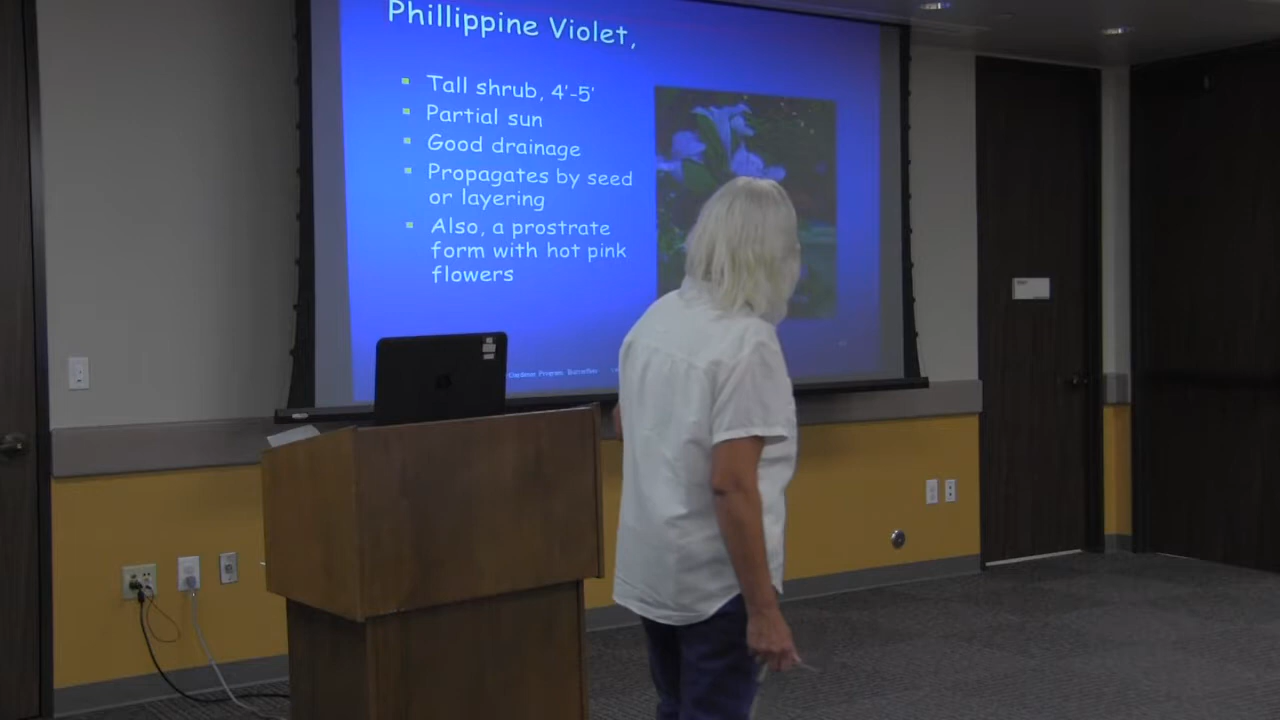 Phillippine Violet,
Tall shrub, 4'-5'
Partial sun
Good drainage
Propagates by seed
or layering
Also, a prostrate
form with hot pink
flowers